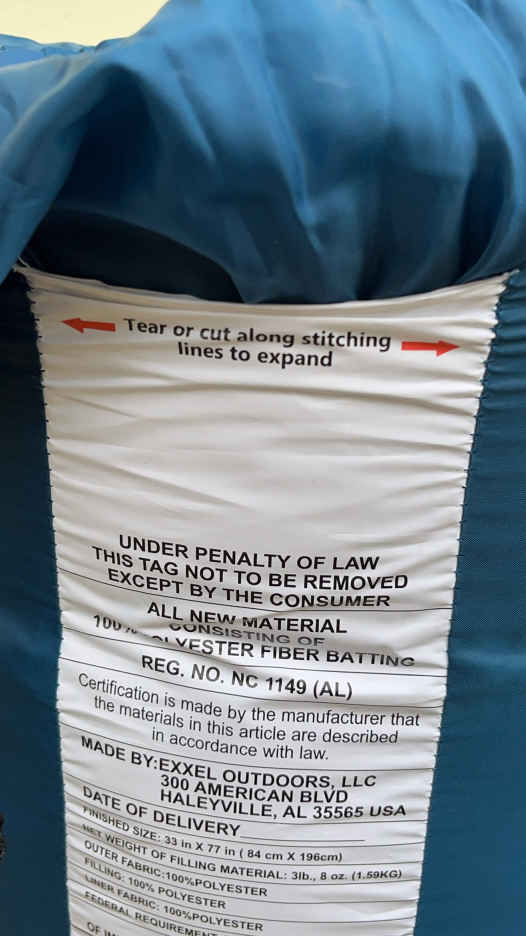 Tear or cut along stitching
lines to expand
UNDER PENALTY OF LAW
THIS TAG NOT TO BE REMOVED
EXCEPT BY THE CONSUMER
ALL NEW MATERIAL
CONSISTING OF
100% POLYESTER FIBER BATTING
REG. NO. NC 1149 (AL)
Certification is made by the manufacturer that
the materials in this article are described
in accordance with law.
MADE BY:EXXEL OUTDOORS, LLC
300 AMERICAN BLVD
HALEYVILLE, AL 35565 USA
DATE OF DELIVERY
FINISHED SIZE: 33 in X 77 in ( 84 cm X 196cm)
NET WEIGHT OF FILLING MATERIAL: 3lb., 8 oz. (1.59KG)
OUTER FABRIC:100%POLYESTER
FILLING: 100% POLYESTER
LINER FABRIC: 100%POLYESTER
FEDERAL REQUIREMENT